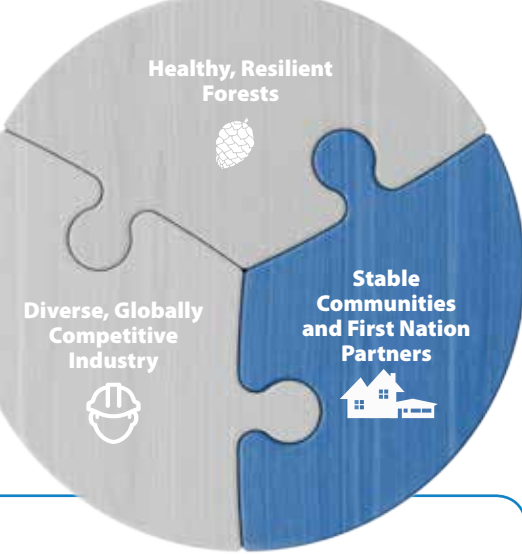 Healthy, Resilient
Forests
Diverse, Globally
Competitive
Industry
Stable
Communities
and First Nation
Partners